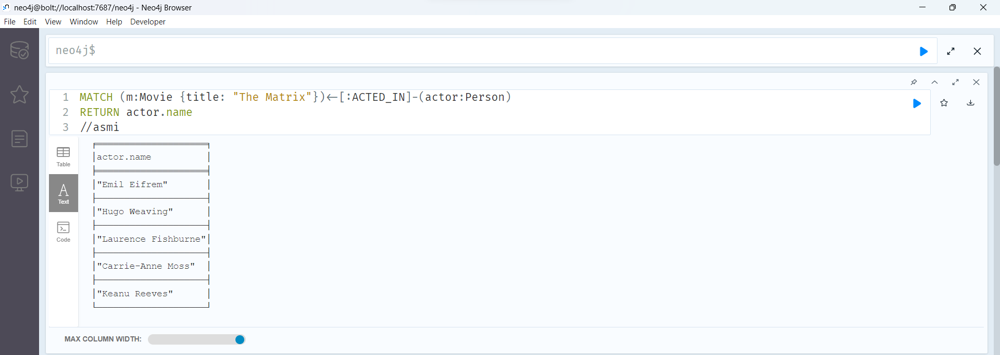 neo4j@bolt://localhost:7687/neo4j - Neo4j Browser
File Edit View Window Help Developer
neo4j$
1 MATCH (m:Movie {title: "The Matrix"})<-[:ACTED_IN]-(actor:Person)
2 RETURN actor.name
3 //asmi
Table
actor.name
"Emil Eifrem"
A
Text
"Hugo Weaving"
Code
"Laurence Fishburne"
"Carrie-Anne Moss"
"Keanu Reeves"
MAX COLUMN WIDTH: